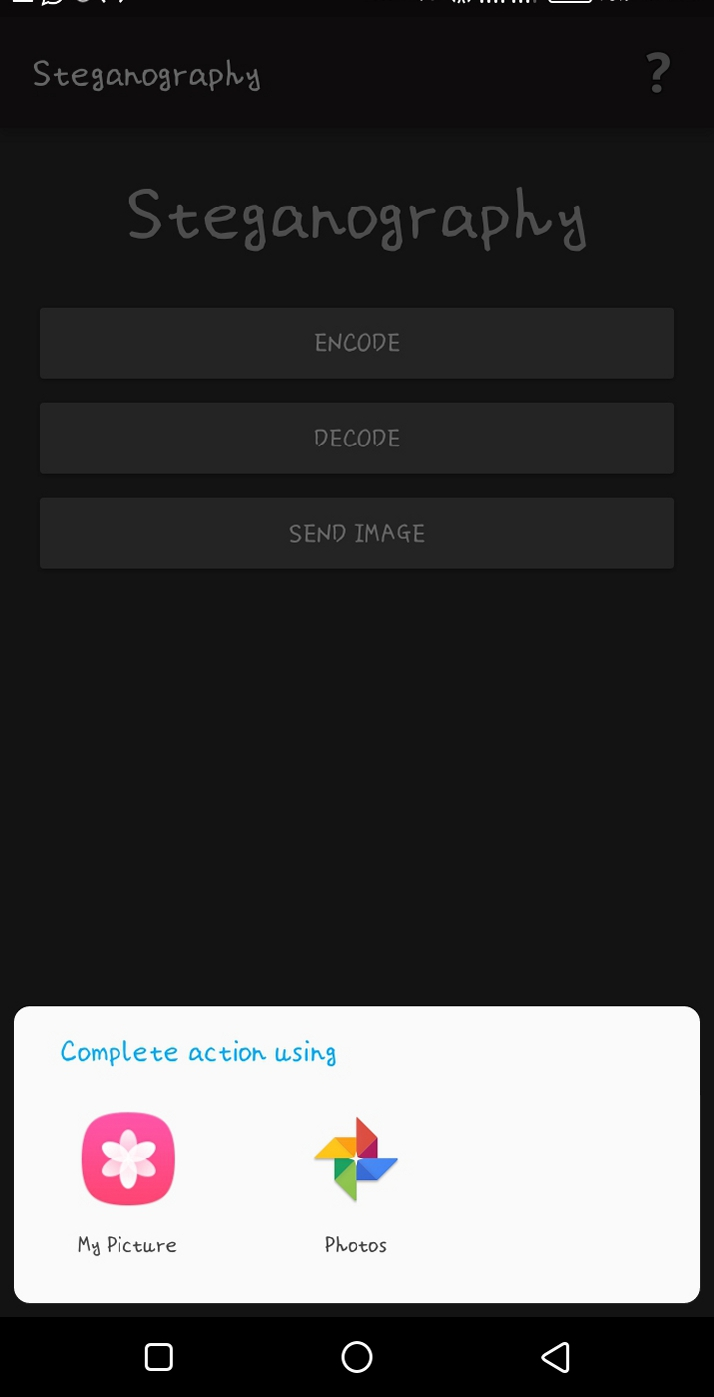 Steganography
?
Steganography
ENCODE
DECODE
SEND IMAGE
Complete action using
My Picture
Photos